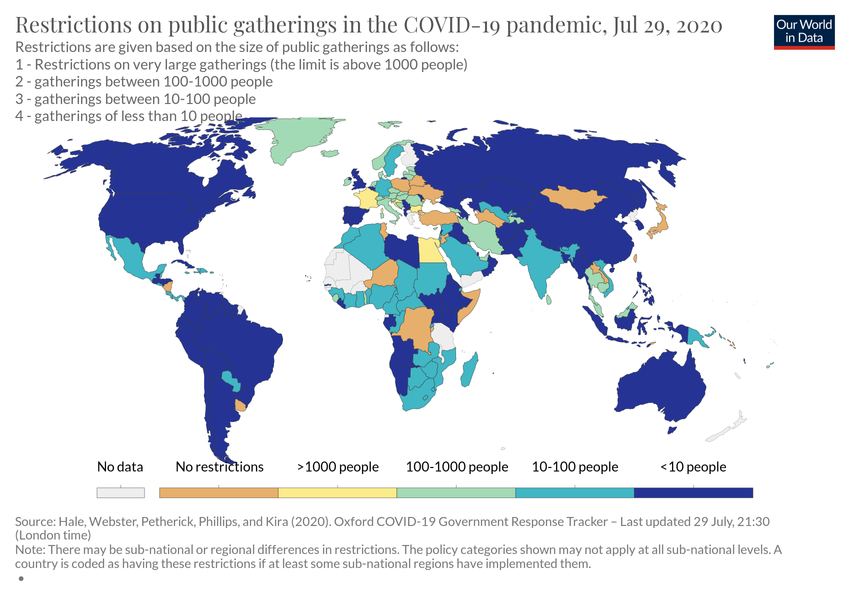 Restrictions on public gatherings in the COVID-19 pandemic, Jul 29, 2020
Our World
in Data
Restrictions are given based on the size of public gatherings as follows:
1 - Restrictions on very large gatherings (the limit is above 1000 people)
2 - gatherings between 100-1000 people
3 - gatherings between 10-100 people
4 - gatherings of less than 10 people
No data
No restrictions
>1000 people
100-1000 people
10-100 people
<10 people
Source: Hale, Webster, Petherick, Phillips, and Kira (2020). Oxford COVID-19 Government Response Tracker – Last updated 29 July, 21:30
(London time)
Note: There may be sub-national or regional differences in restrictions. The policy categories shown may not apply at all sub-national levels. A
country is coded as having these restrictions if at least some sub-national regions have implemented them.
•